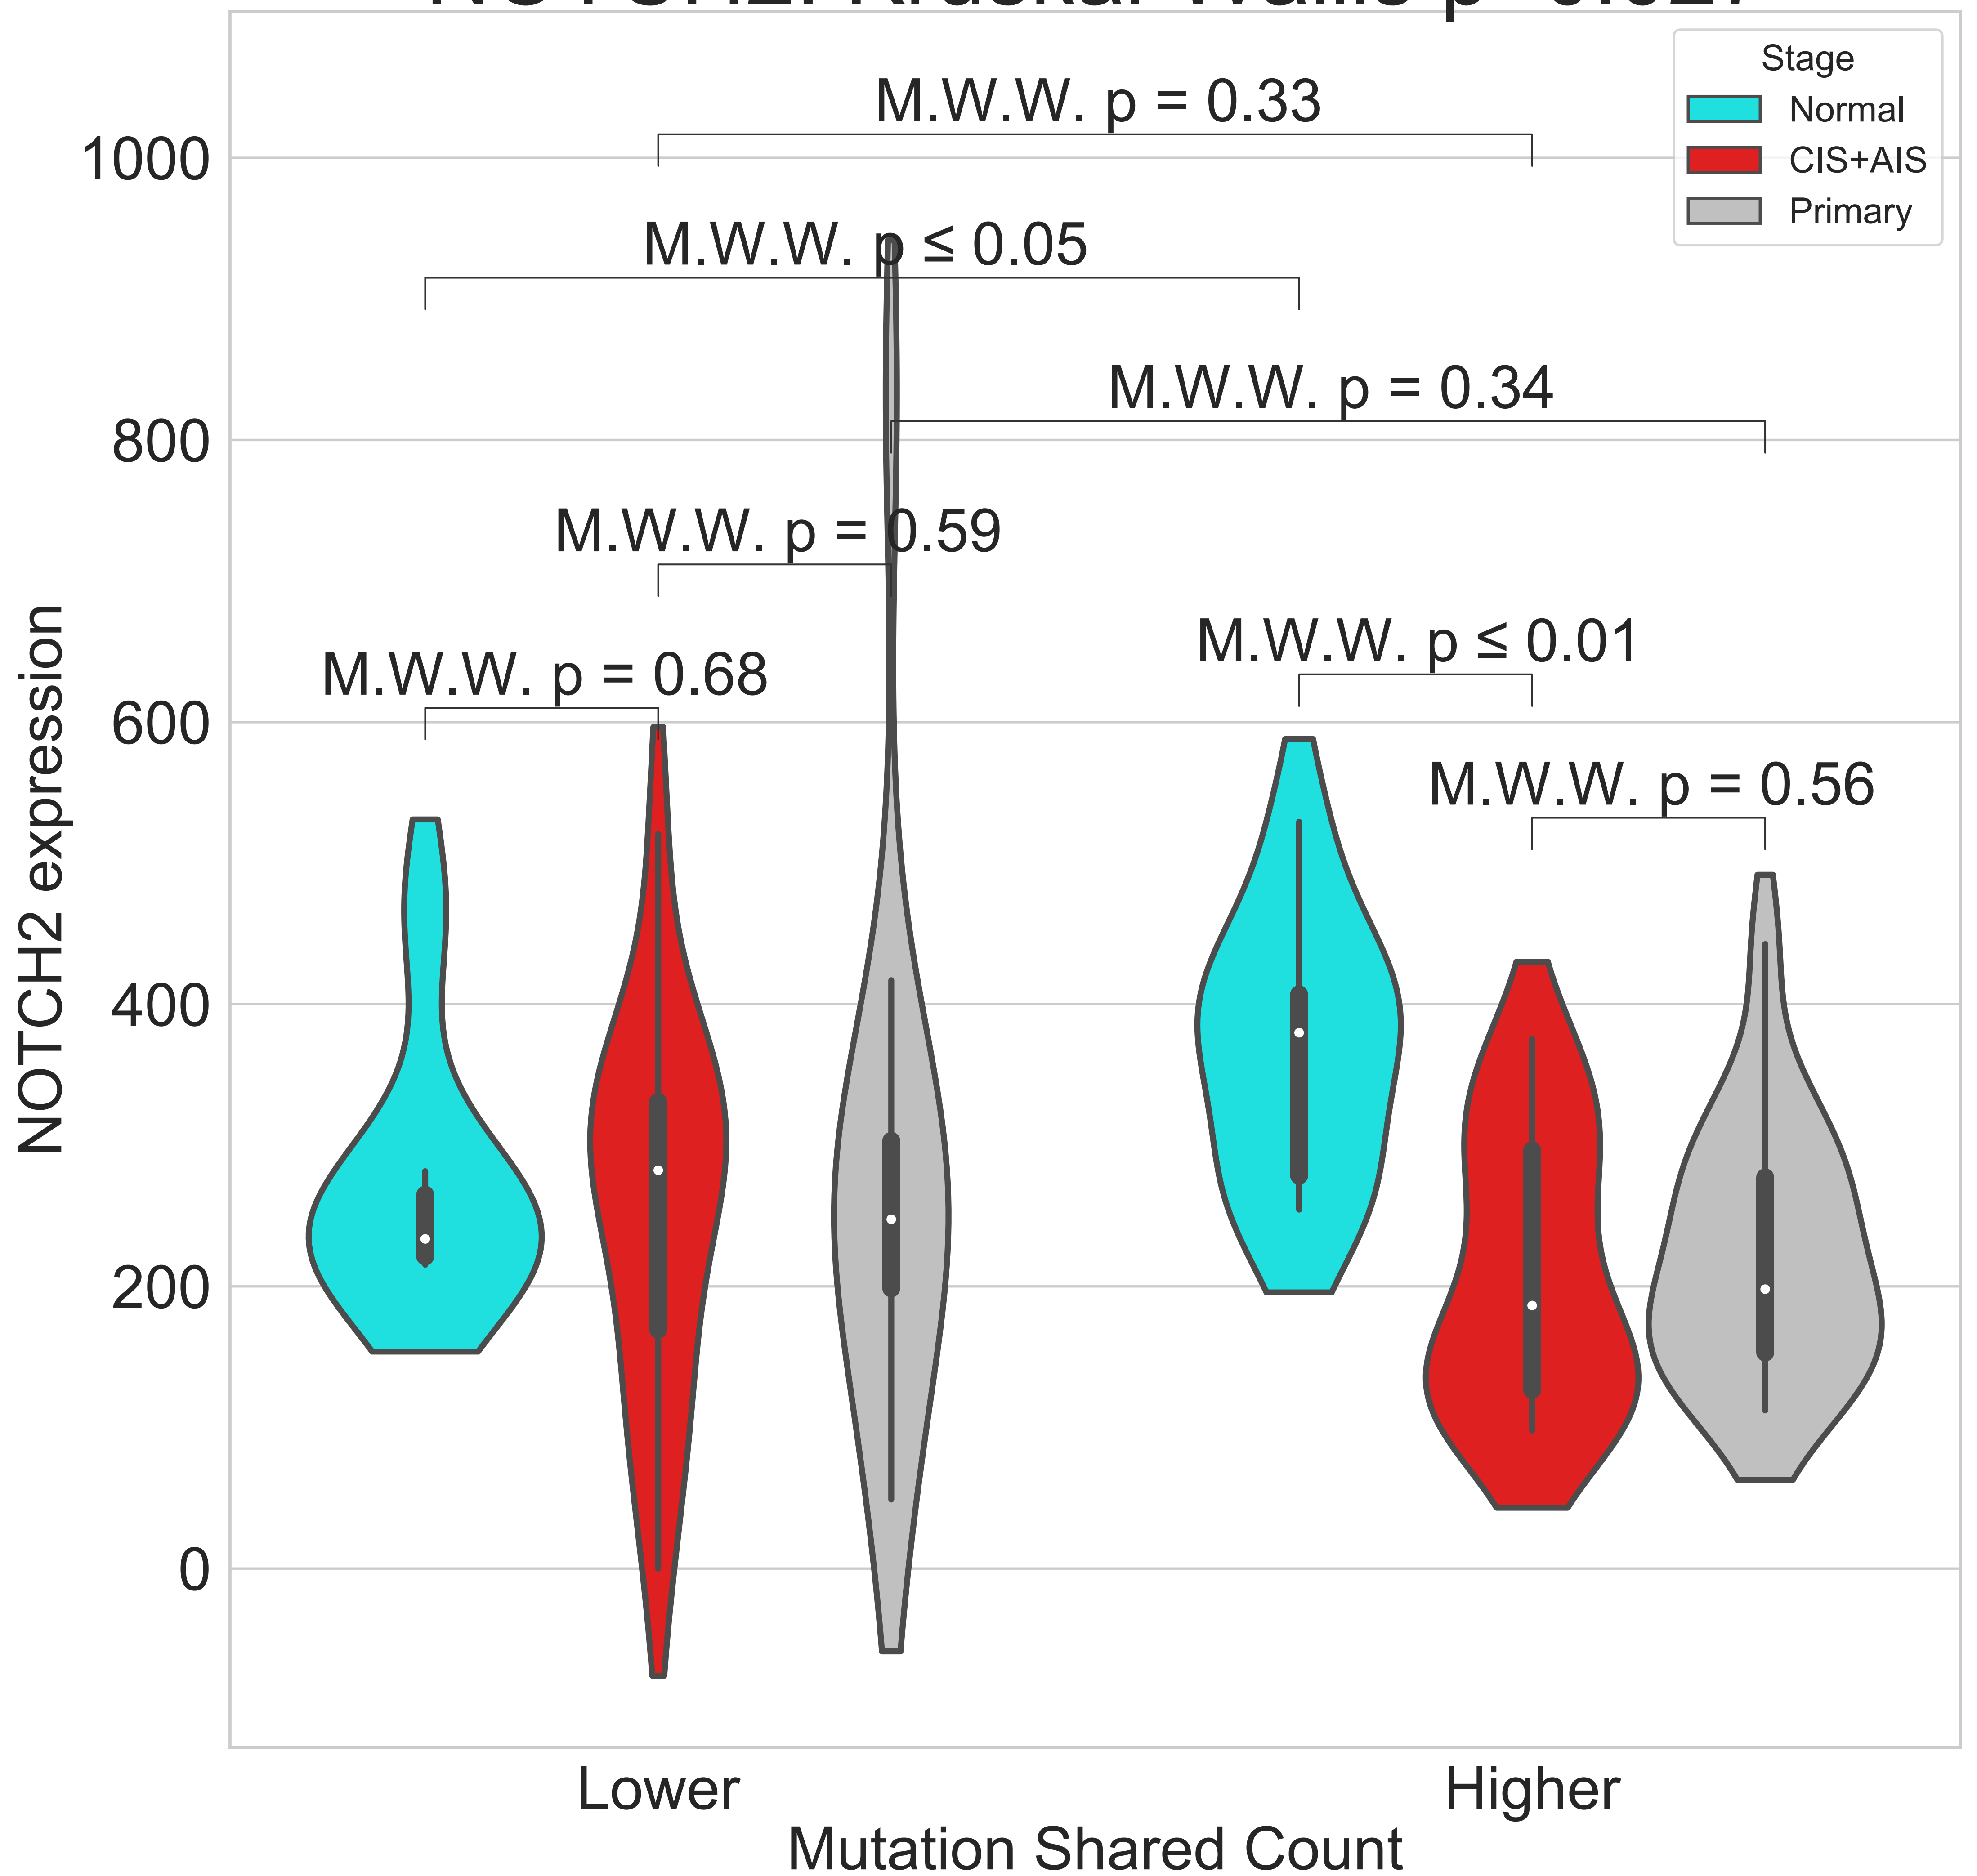 Stage
Normal
CIS+AIS
Primary
M.W.W. p = 0.33
M.W.W. p ≤ 0.05
M.W.W. p = 0.34
M.W.W. p = 0.59
M.W.W. p ≤ 0.01
M.W.W. p = 0.68
M.W.W. p = 0.56
NOTCH2 expression
1000
800
600
400
200
0
Lower
Higher
Mutation Shared Count